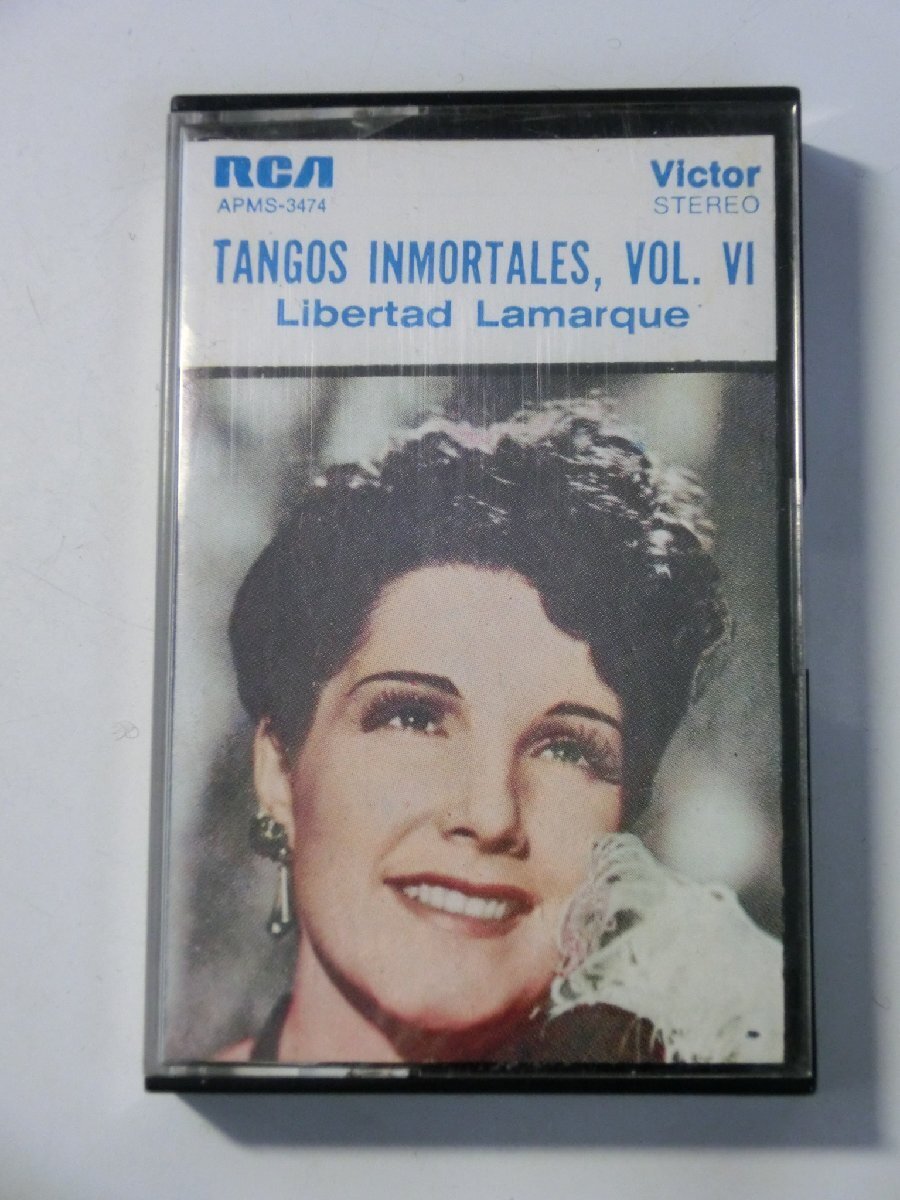 RCA Victor
APMS-3474 STEREO
TANGOS INMORTALES, VOL. VI
Libertad Lamarque